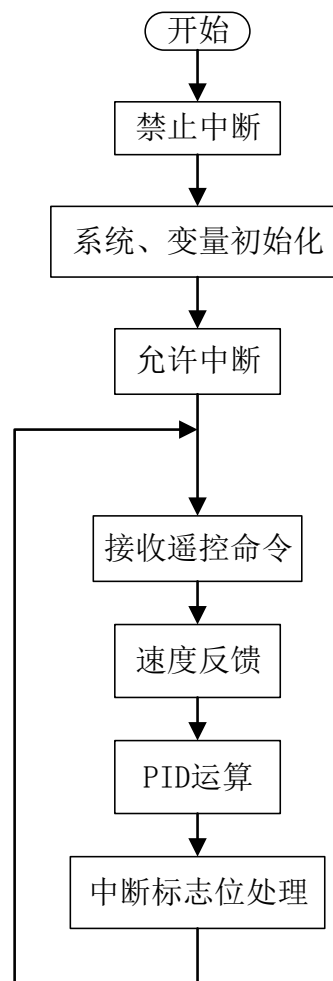 开始
禁止中断
系统、变量初始化
允许中断
接收遥控命令
速度反馈
PID运算
中断标志位处理